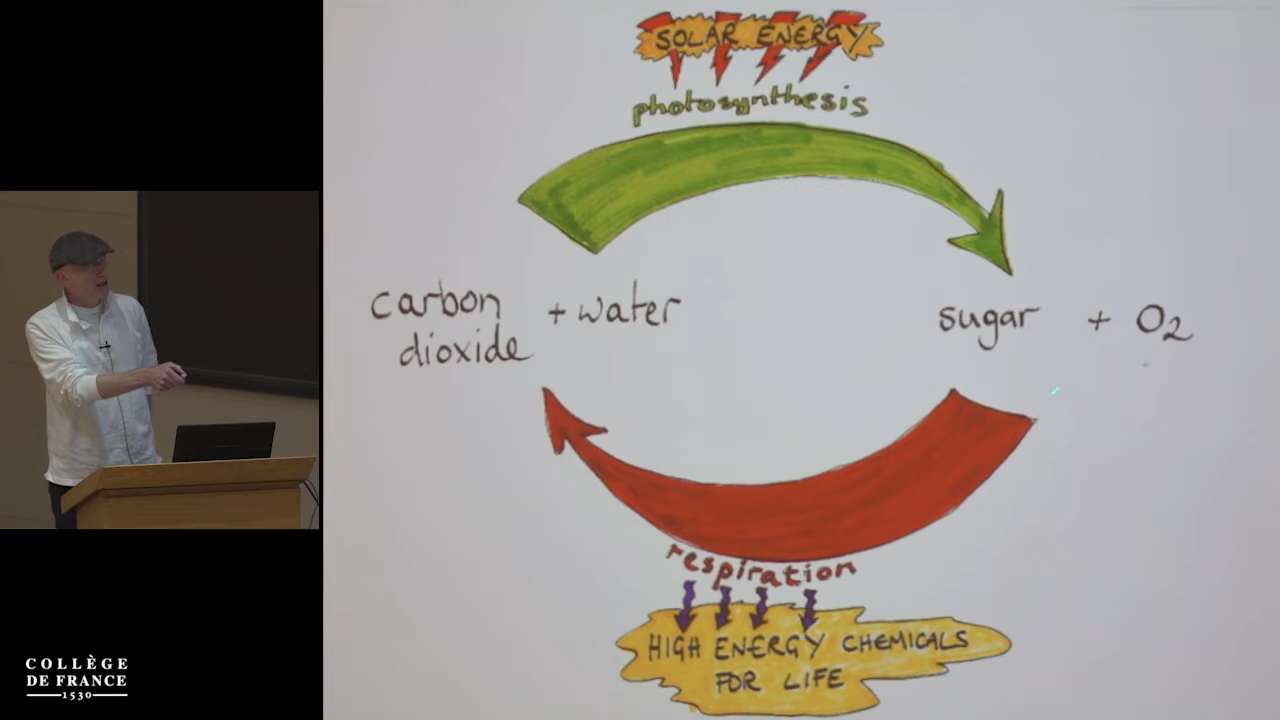 SOLAR ENERGY
photosynthesis
carbon
dioxide
+ water
sugar + O2
respiration
HIGH ENERGY CHEMICALS
FOR LIFE
COLLÈGE
DE FRANCE
1530